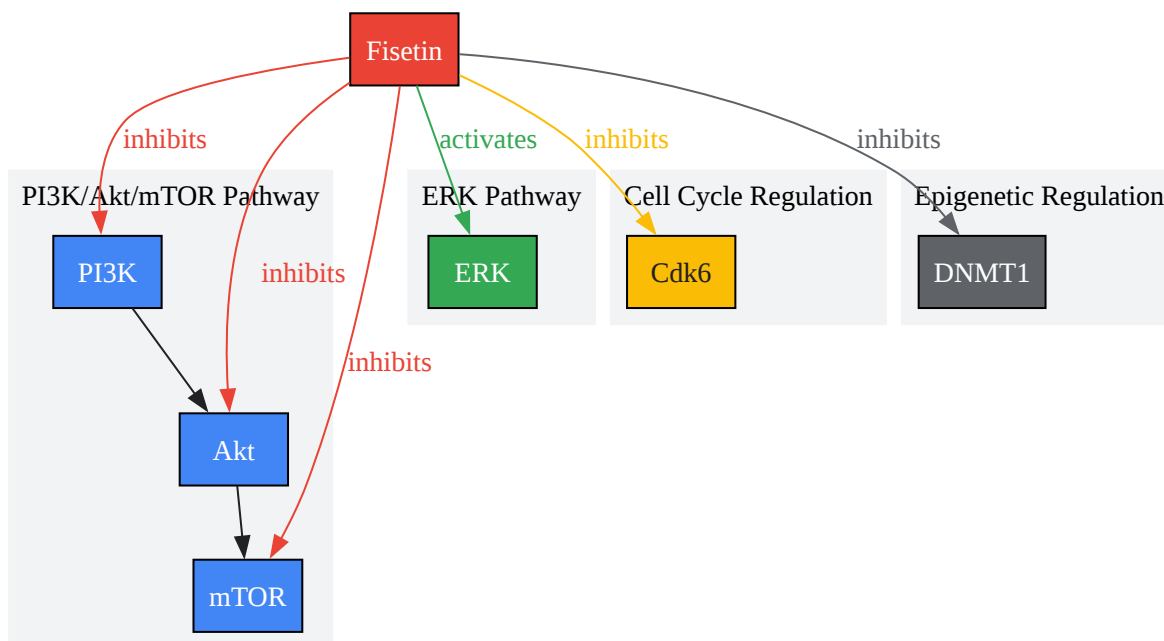 Fisetin
inhibits
activates
inhibits
inhibits
PI3K/Akt/mTOR Pathway
ERK Pathway
Cell Cycle Regulation
Epigenetic Regulation
PI3K
inhibits
ERK
Cdk6
DNMT1
inhibits
Akt
mTOR